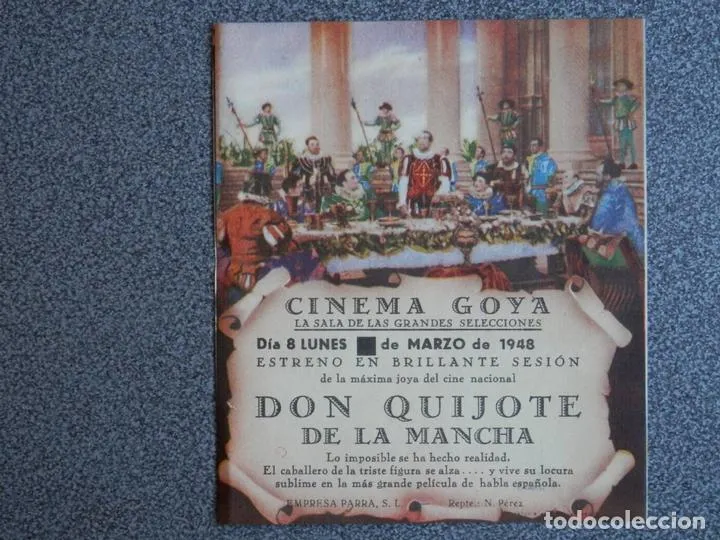 CINEMA GOYA
LA SALA DE LAS GRANDES SELECCIONES
Día 8 LUNES de MARZO de 1948
ESTRENO EN BRILLANTE SESIÓN
de la máxima joya del cine nacional
DON QUIJOTE
DE LA MANCHA
Lo imposible se ha hecho realidad.
El caballero de la triste figura se alza .... y vive su locura
sublime en la más grande película de habla española.
EMPRESA PARRA, S. L. Repte.: N. Pérez
todocoleccion